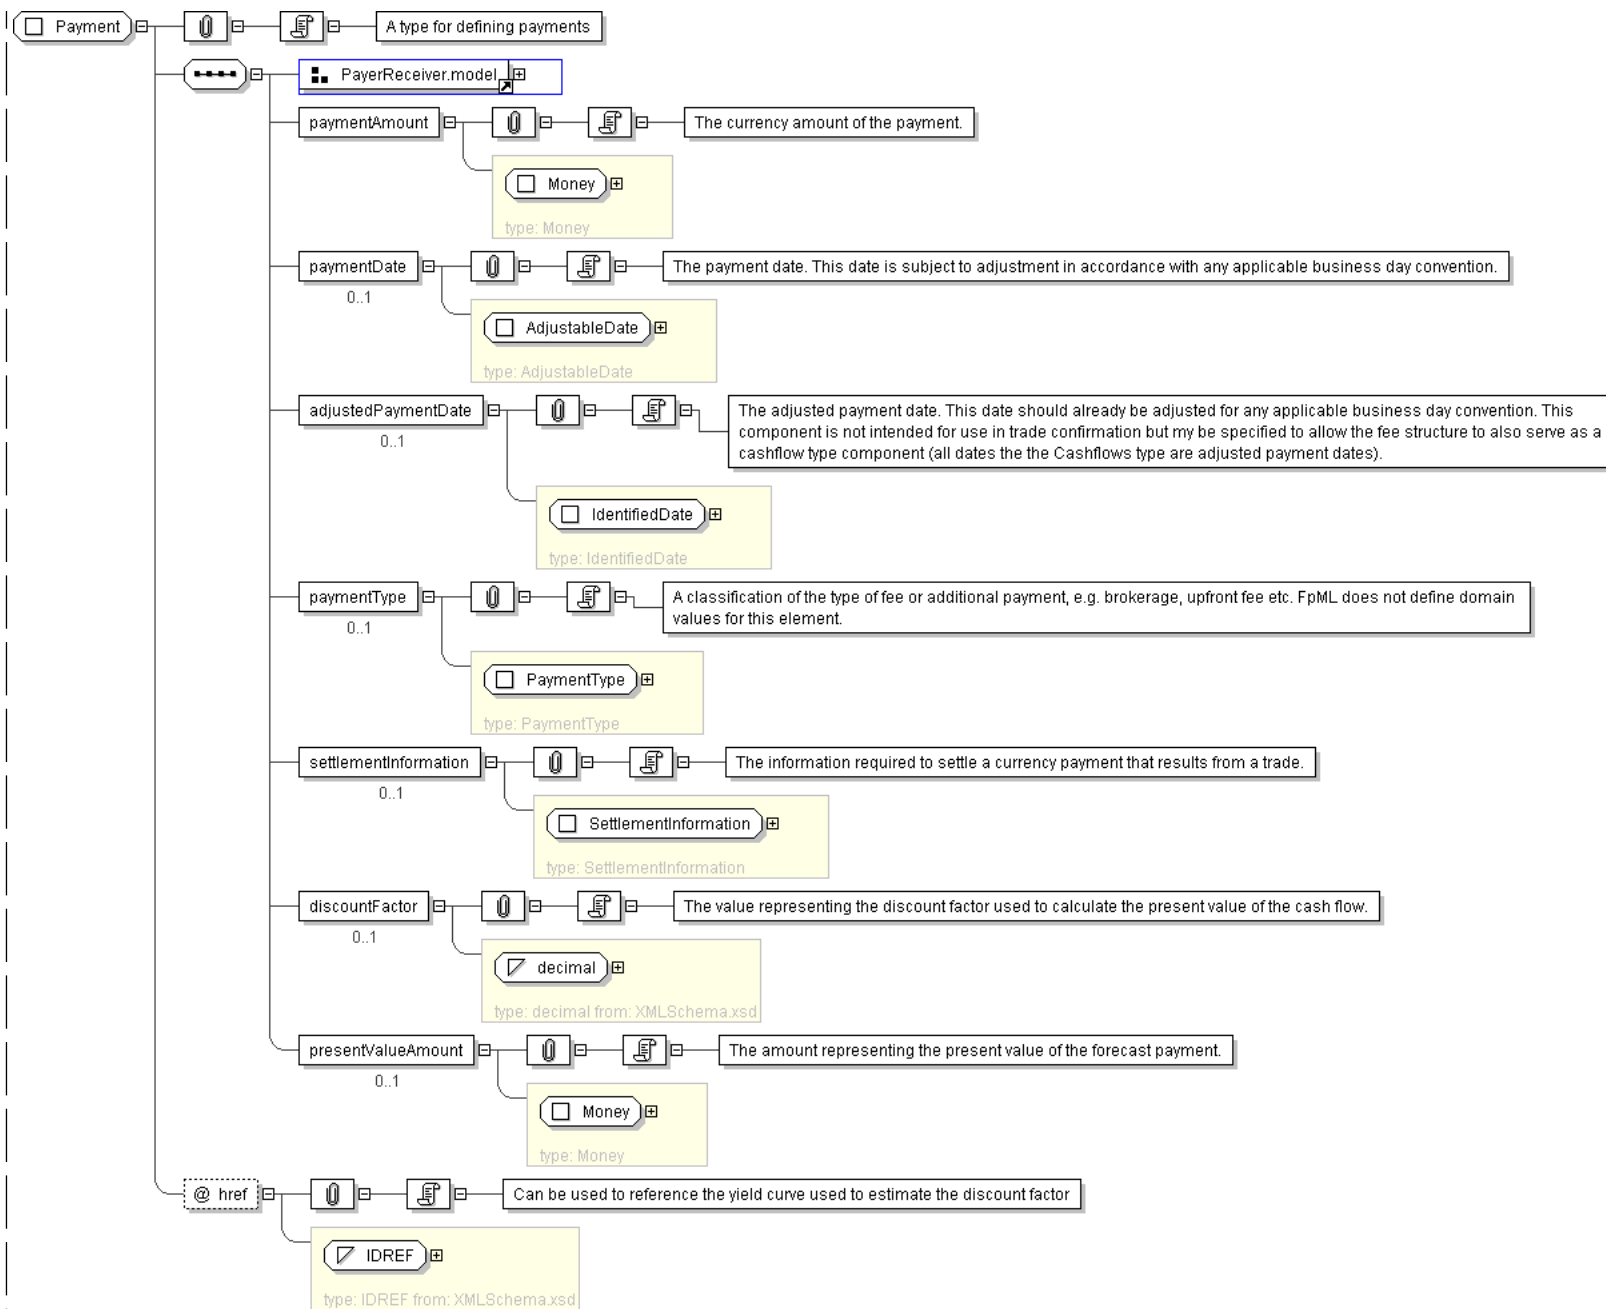 Payment
A type for defining payments
PayerReceiver.model
paymentAmount
The currency amount of the payment.
Money
type: Money
paymentDate
The payment date. This date is subject to adjustment in accordance with any applicable business day convention.
0..1
AdjustableDate
type: AdjustableDate
adjustedPaymentDate
The adjusted payment date. This date should already be adjusted for any applicable business day convention. This
component is not intended for use in trade confirmation but my be specified to allow the fee structure to also serve as a
cashflow type component (all dates the the Cashflows type are adjusted payment dates).
0..1
IdentifiedDate
type: IdentifiedDate
paymentType
A classification of the type of fee or additional payment, e.g. brokerage, upfront fee etc. FpML does not define domain
values for this element.
0..1
PaymentType
type: PaymentType
settlementInformation
The information required to settle a currency payment that results from a trade.
0..1
SettlementInformation
type: SettlementInformation
discountFactor
The value representing the discount factor used to calculate the present value of the cash flow.
0..1
decimal
type: decimal from: XMLSchema.xsd
presentValueAmount
The amount representing the present value of the forecast payment.
0..1
Money
type: Money
@ href
Can be used to reference the yield curve used to estimate the discount factor
IDREF
type: IDREF from: XMLSchema.xsd